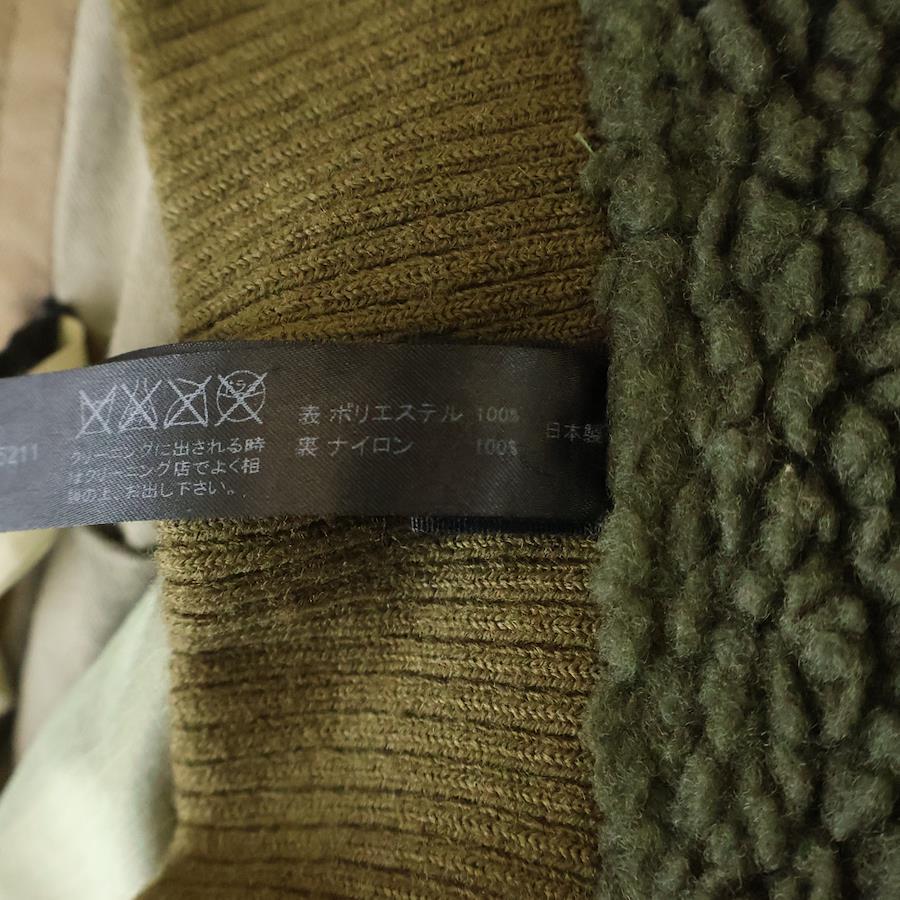 5211
クリーニングに出される時
はクリーニング店でよく相
談の上、お出し下さい。
表 ポリエステル 100%
裏 ナイロン 100%
日本製